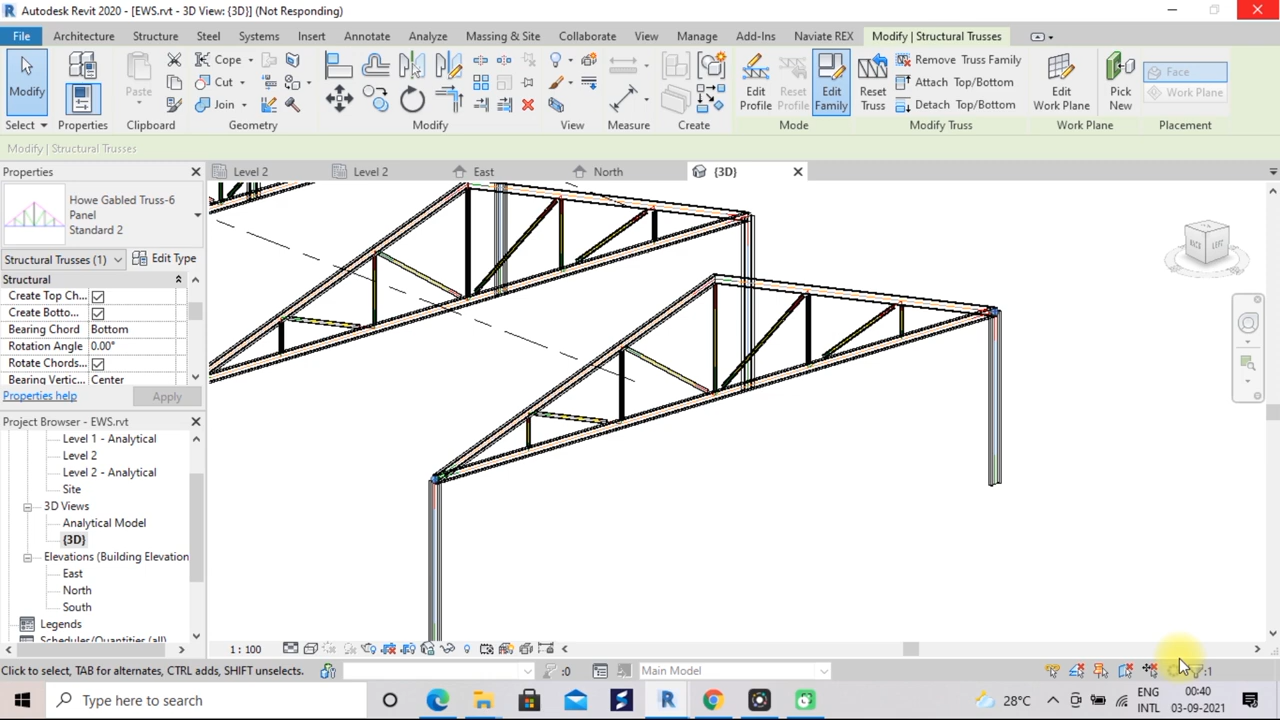 Autodesk Revit 2020 - [EWS.rvt - 3D View: {3D}] (Not Responding)
File Architecture Structure Steel Systems Insert Annotate Analyze Massing & Site Collaborate View Manage Add-Ins Naviate REX Modify | Structural Trusses
Modify
Select
Properties
Paste
Clipboard
Cope
Cut
Join
Geometry
Modify
View
Measure
Create
Edit Profile
Reset Profile
Edit Family
Mode
Reset Truss
Remove Truss Family
Attach Top/Bottom
Detach Top/Bottom
Modify Truss
Edit Work Plane
Work Plane
Pick New
Face
Work Plane
Placement
Modify | Structural Trusses
Properties
Level 2 Level 2 East North {3D}
Howe Gabled Truss-6
Panel
Standard 2
Structural Trusses (1) Edit Type
Structural
Create Top Ch...
Create Botto...
Bearing Chord Bottom
Rotation Angle 0.00°
Rotate Chords...
Bearing Vertic... Center
Properties help Apply
Project Browser - EWS.rvt
Level 1 - Analytical
Level 2
Level 2 - Analytical
Site
3D Views
Analytical Model
{3D}
Elevations (Building Elevation
East
North
South
Legends
Schedules/Quantities (all)
BACK LEFT
1 : 100
Click to select, TAB for alternates, CTRL adds, SHIFT unselects. :0 Main Model :1
Type here to search
28°C
ENG
INTL
00:40
03-09-2021